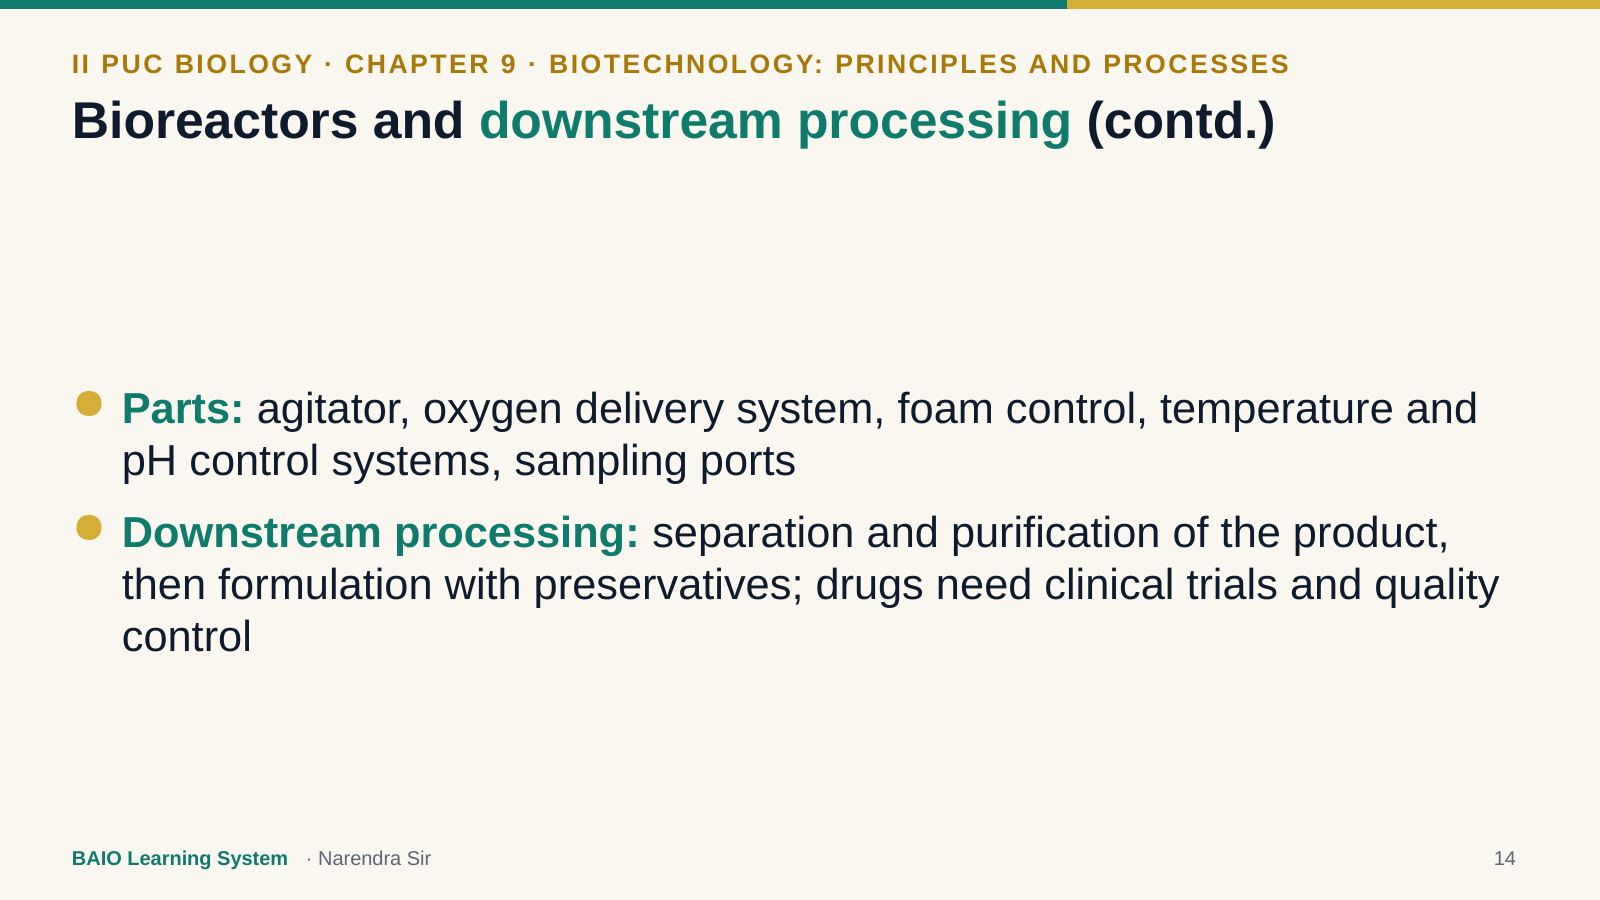 II PUC BIOLOGY · CHAPTER 9 · BIOTECHNOLOGY: PRINCIPLES AND PROCESSES
Bioreactors and downstream processing (contd.)
Parts: agitator, oxygen delivery system, foam control, temperature and
pH control systems, sampling ports
Downstream processing: separation and purification of the product,
then formulation with preservatives; drugs need clinical trials and quality
control
BAIO Learning System · Narendra Sir
14